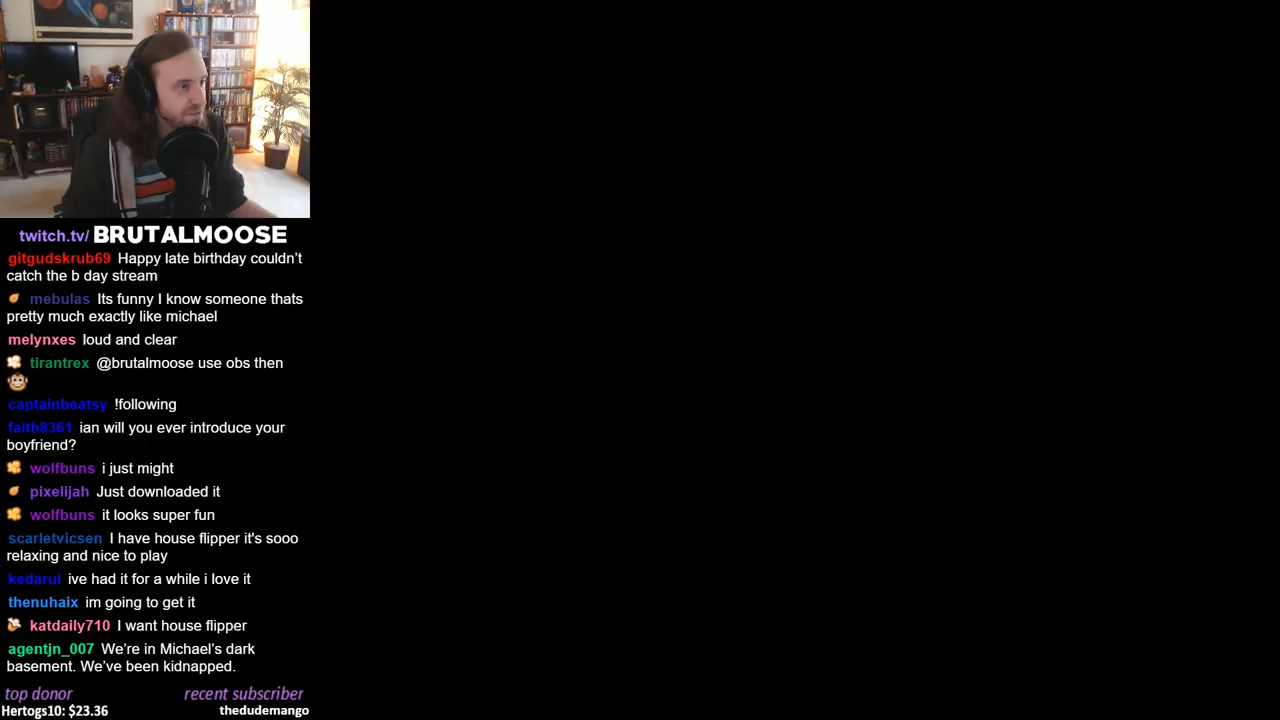 twitch.tv/BRUTALMOOSE
gitgudskrub69 Happy late birthday couldn't
catch the b day stream
mebulas Its funny I know someone thats
pretty much exactly like michael
melynxes loud and clear
tirantrex @brutalmoose use obs then
captainbeatsy !following
faith8361 ian will you ever introduce your
boyfriend?
wolfbuns i just might
pixelijah Just downloaded it
wolfbuns it looks super fun
scarletvicsen I have house flipper it's sooo
relaxing and nice to play
kedarui ive had it for a while i love it
thenuhaix im going to get it
katdaily710 I want house flipper
agentjn_007 We're in Michael's dark
basement. We've been kidnapped.
top donor recent subscriber
Hertogs10: $23.36 thedudemango